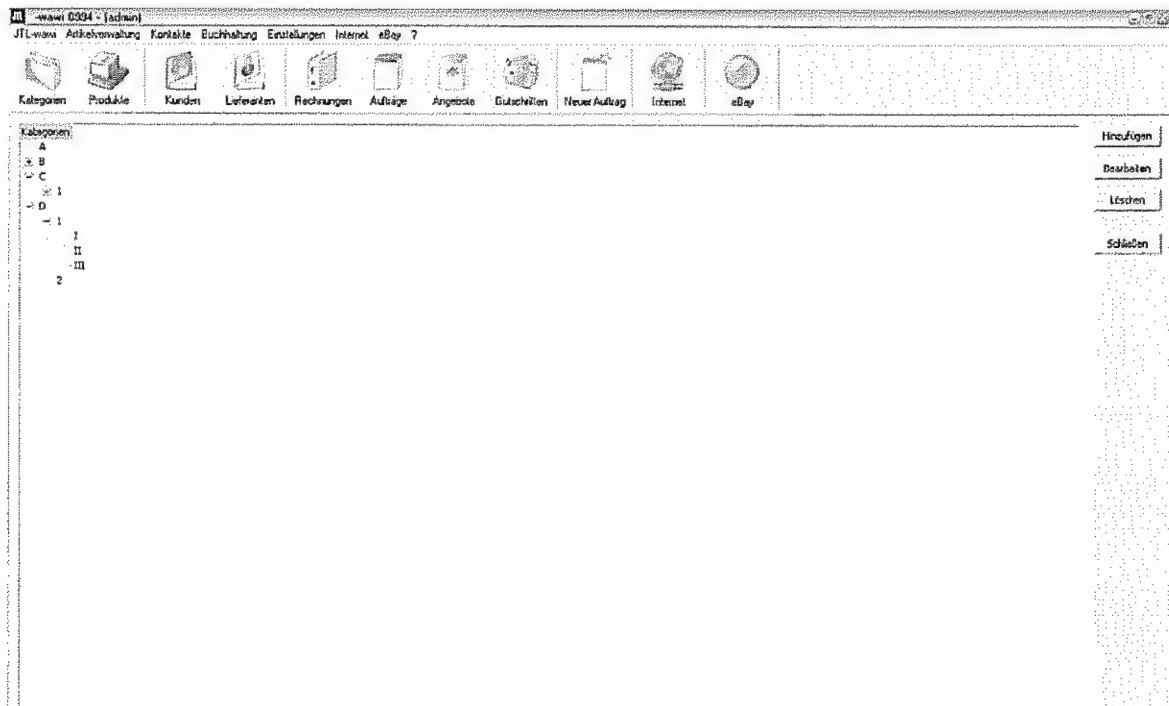 -wawi 0994 - [admin]
JTL-wawi Artikelverwaltung Kontakte Buchhaltung Einstellungen Internet eBay ?
Kategorien Produkte Kunden Lieferanten Rechnungen Aufträge Angebote Gutschriften Neuer Auftrag Internet eBay
Kategorien
A
B
C
1
D
1
I
II
III
2
Hinzufügen
Bearbeiten
Löschen
Schließen